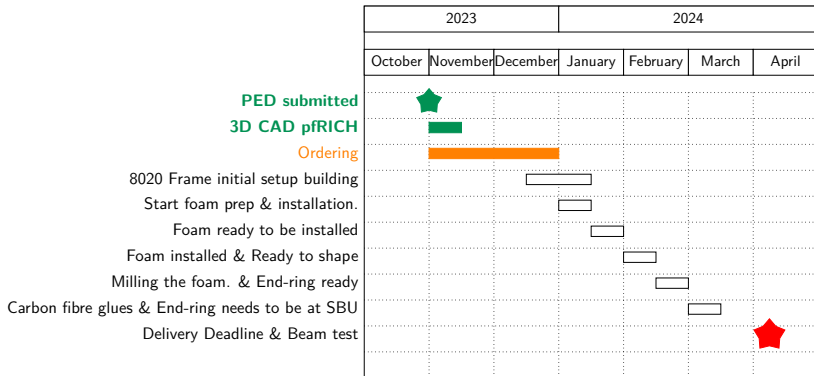 2023 2024
October November December January February March April
PED submitted
3D CAD pfRICH
Ordering
8020 Frame initial setup building
Start foam prep & installation.
Foam ready to be installed
Foam installed & Ready to shape
Milling the foam. & End-ring ready
Carbon fibre glues & End-ring needs to be at SBU
Delivery Deadline & Beam test